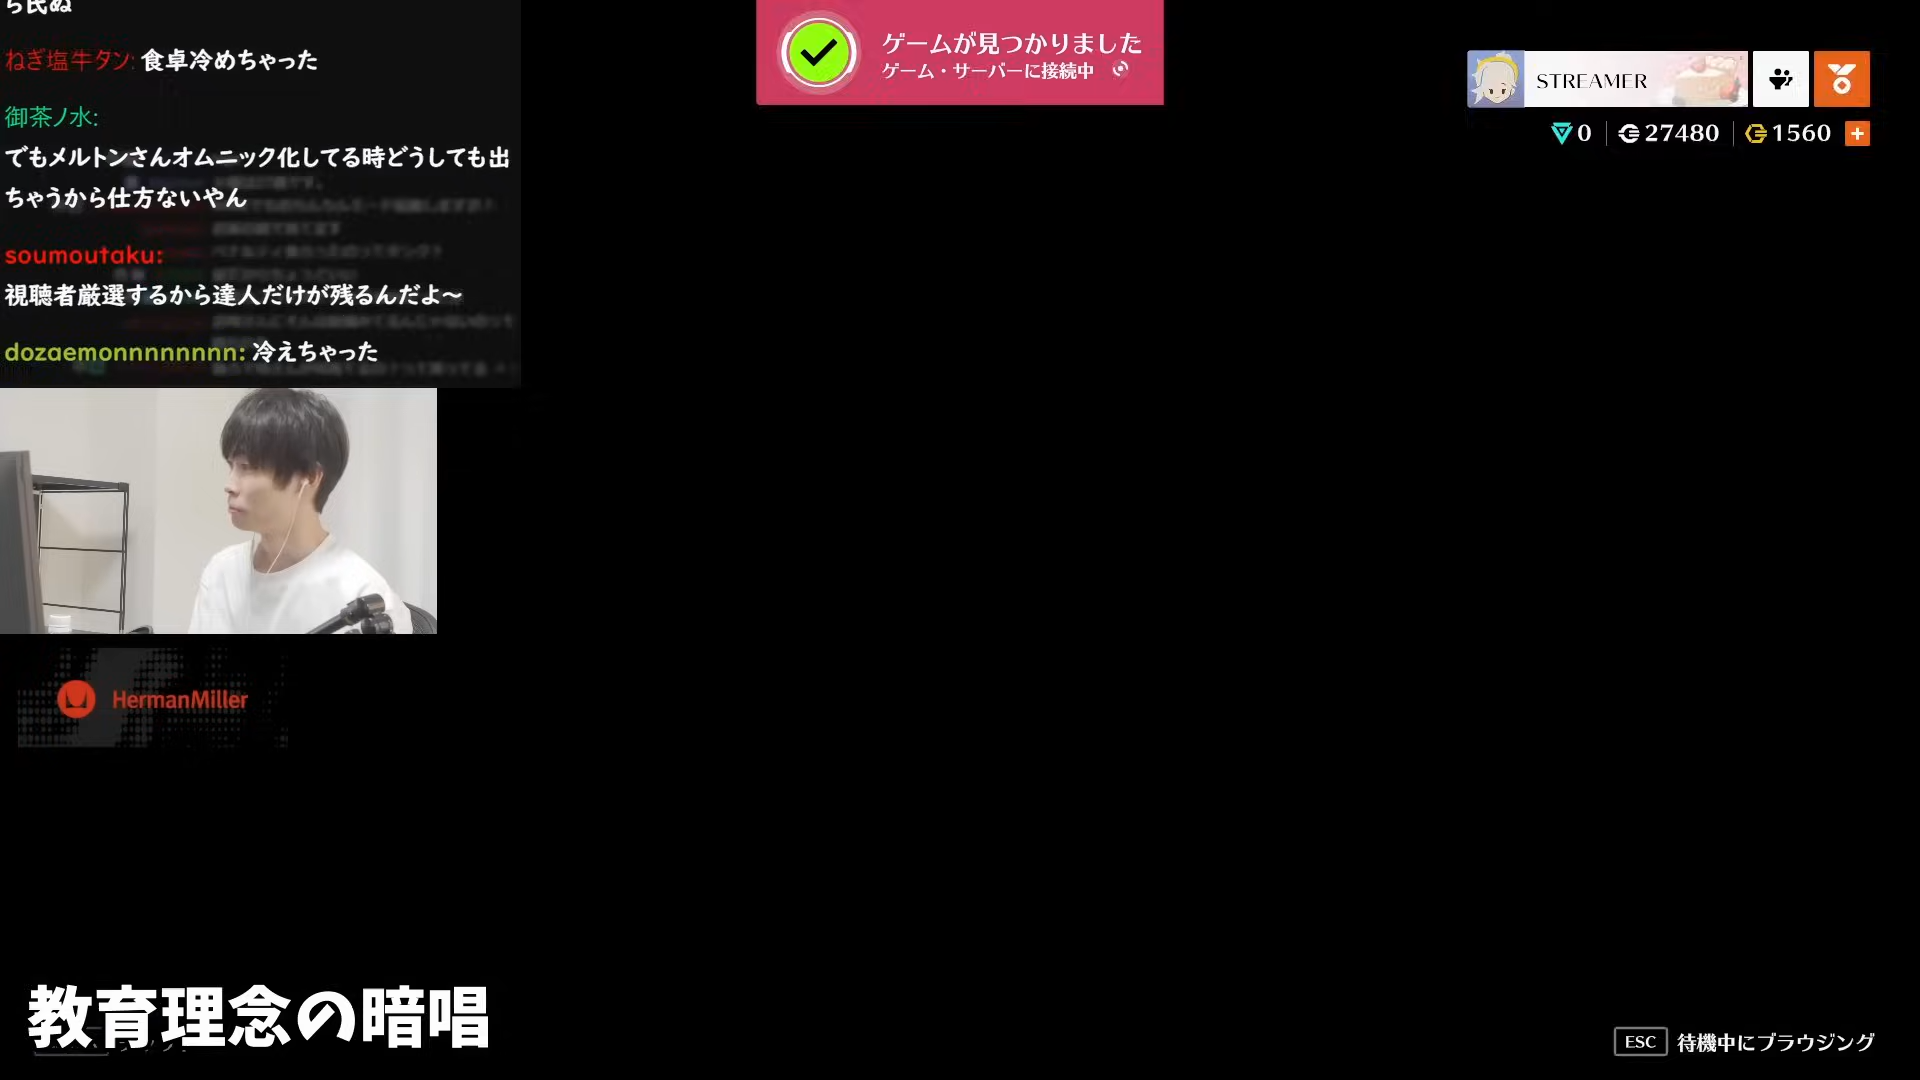 ねぎ塩牛タン: 食卓冷めちゃった
御茶ノ水:
でもメルトンさんオムニック化してる時どうしても出
ちゃうから仕方ないやん
soumoutaku:
視聴者厳選するから達人だけが残るんだよ～
dozaemonnnnnnnn: 冷えちゃった
ゲームが見つかりました
ゲーム・サーバーに接続中
STREAMER
0
27480
1560
HermanMiller
教育理念の暗唱
ESC 待機中にブラウジング